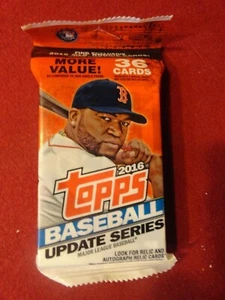 MORE
VALUE!
36
CARDS
B
2016
topps
BASEBALL
MAJOR LEAGUE BASEBALL
UPDATE SERIES
LOOK FOR RELIC AND
AUTOGRAPH RELIC CARDS!